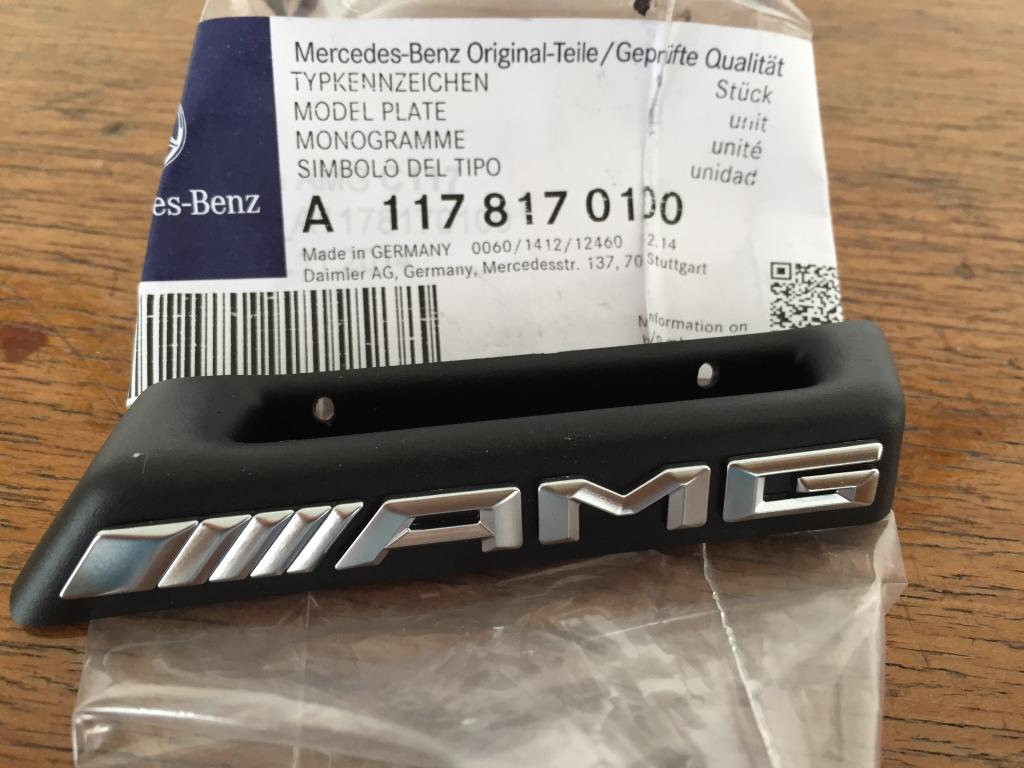 Mercedes-Benz Original-Teile/Geprüfte Qualität
TYPKENNZEICHEN
MODEL PLATE
MONOGRAMME
SIMBOLO DEL TIPO
Stück
unit
unité
unidad
es-Benz
A 117 817 0100
Made in GERMANY 0060/1412/12460 2.14
Daimler AG, Germany, Mercedesstr. 137, 70 Stuttgart
nformation on
AMG